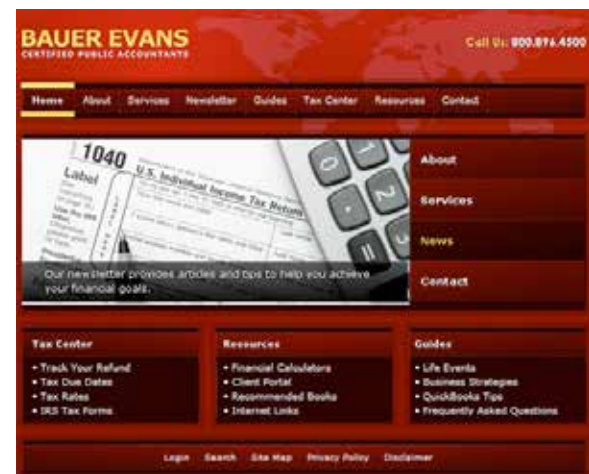 BAUER EVANS
CERTIFIED PUBLIC ACCOUNTANTS
Call Us: 800.896.4500
Home About Services Newsletter Guides Tax Center Resources Contact
1040
U.S. Individual Income Tax Return
Label
Our newsletter provides articles and tips to help you achieve
your financial goals.
About
Services
News
Contact
Tax Center
• Track Your Refund
• Tax Due Dates
• Tax Rates
• IRS Tax Forms
Resources
• Financial Calculators
• Client Portal
• Recommended Books
• Internet Links
Guides
• Life Events
• Business Strategies
• QuickBooks Tips
• Frequently Asked Questions
Login Search Site Map Privacy Policy Disclaimer